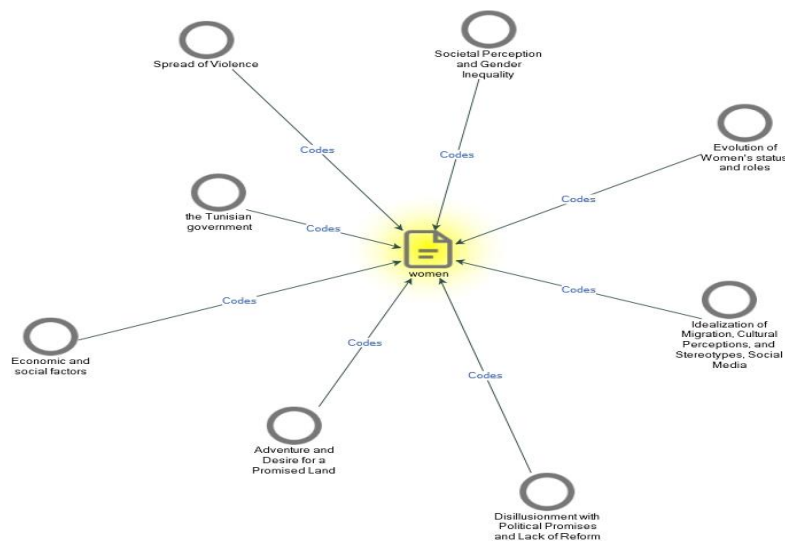 Spread of Violence
Societal Perception
and Gender
Inequality
Codes
Codes
Evolution of
Women's status
and roles
Codes
the Tunisian
government
Codes
women
Codes
Codes
Idealization of
Migration, Cultural
Perceptions, and
Stereotypes, Social
Media
Economic and
social factors
Codes
Codes
Adventure and
Desire for a
Promised Land
Disillusionment with
Political Promises
and Lack of Reform